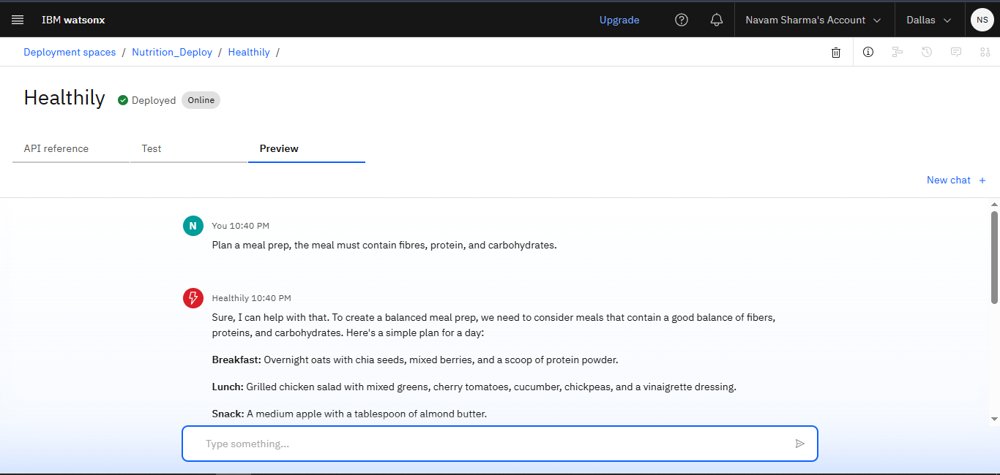 IBM watsonx Upgrade Navam Sharma's Account Dallas NS
Deployment spaces / Nutrition_Deploy / Healthily /
Healthily Deployed Online
API reference Test Preview
New chat +
N You 10:40 PM
Plan a meal prep, the meal must contain fibres, protein, and carbohydrates.
Healthily 10:40 PM
Sure, I can help with that. To create a balanced meal prep, we need to consider meals that contain a good balance of fibers,
proteins, and carbohydrates. Here's a simple plan for a day:
Breakfast: Overnight oats with chia seeds, mixed berries, and a scoop of protein powder.
Lunch: Grilled chicken salad with mixed greens, cherry tomatoes, cucumber, chickpeas, and a vinaigrette dressing.
Snack: A medium apple with a tablespoon of almond butter.
Type something...